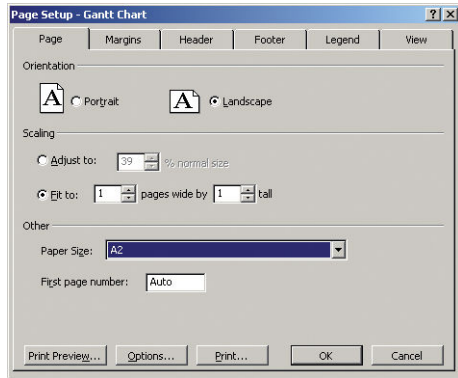 Page Setup - Gantt Chart
Page Margins Header Footer Legend View
Orientation
A Portrait A Landscape
Scaling
Adjust to: 39 % normal size
Fit to: 1 pages wide by 1 tall
Other
Paper Size: A2
First page number: Auto
Print Preview... Options... Print... OK Cancel